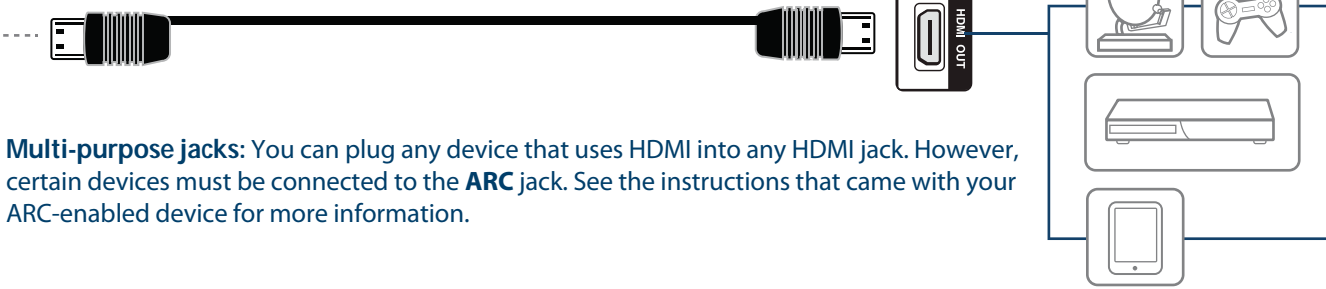 HDMI OUT
Multi-purpose jacks: You can plug any device that uses HDMI into any HDMI jack. However,
certain devices must be connected to the ARC jack. See the instructions that came with your
ARC-enabled device for more information.